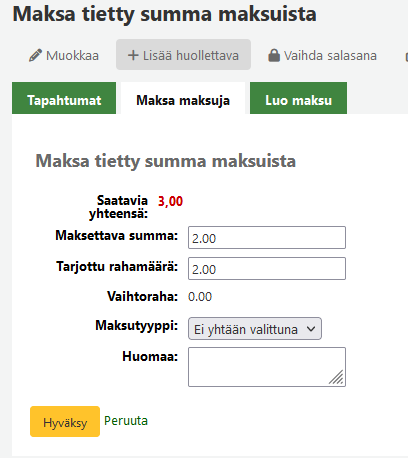 Maksa tietty summa maksuista
Muokkaa
+ Lisää huollettava
Vaihda salasana
Tapahtumat
Maksa maksuja
Luo maksu
Maksa tietty summa maksuista
Saatavia
yhteensä:
3,00
Maksettava summa:
2.00
Tarjottu rahamäärä:
2.00
Vaihtoraha:
0.00
Maksutyyppi:
Ei yhtään valittuna
Huomaa:
Hyväksy
Peruuta